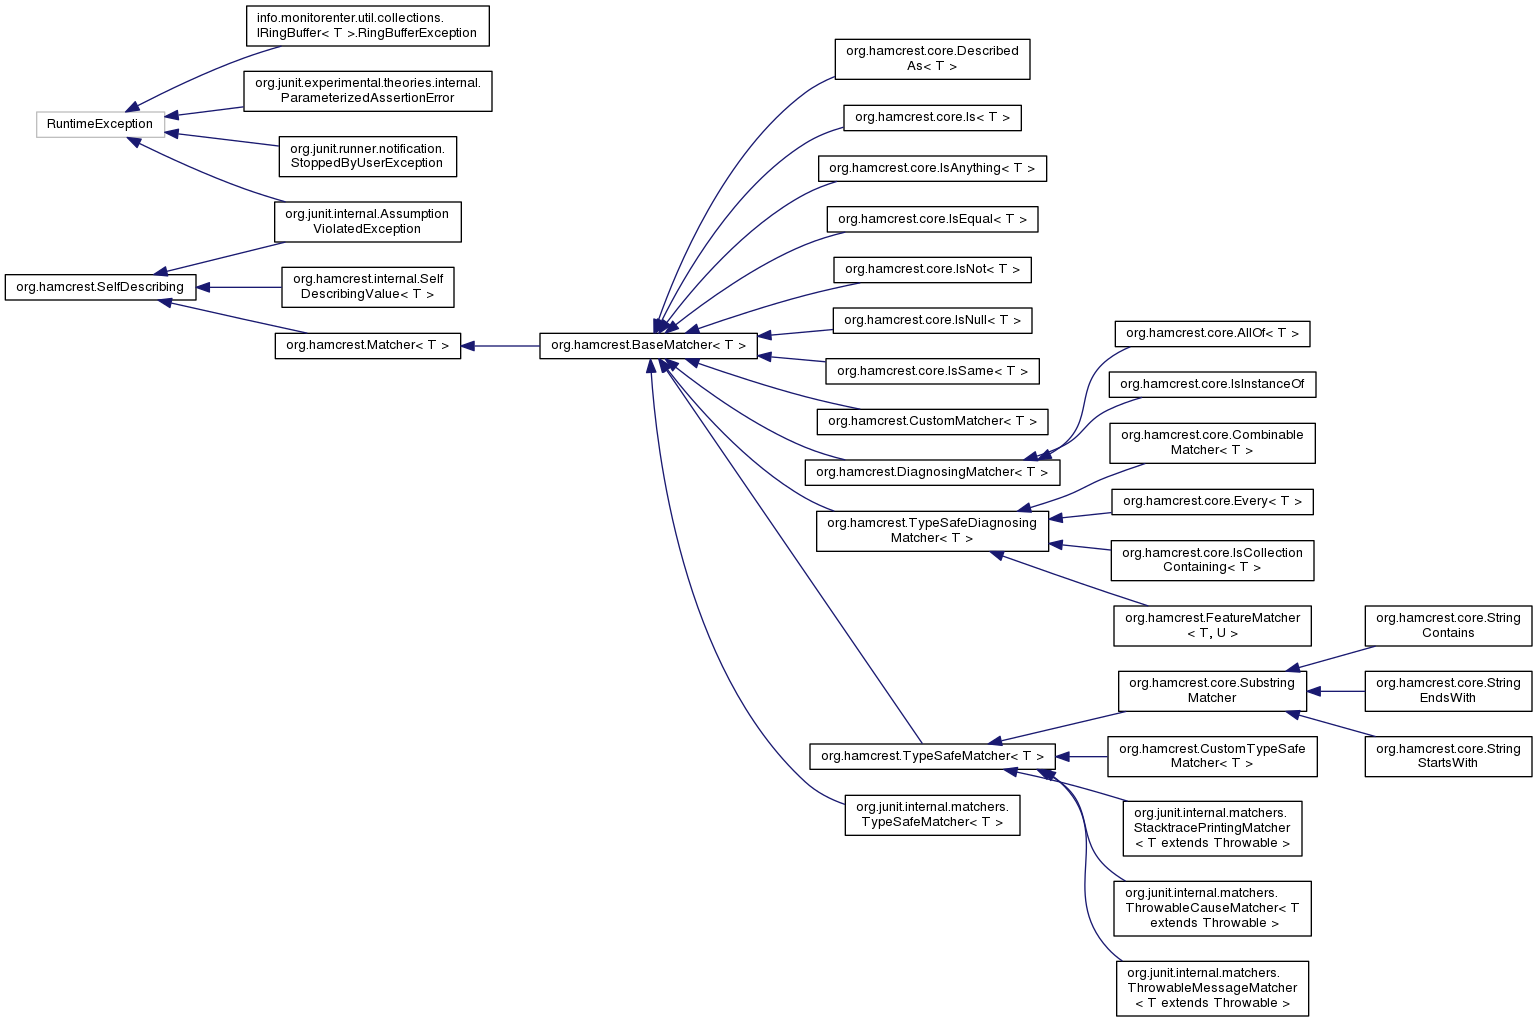 info.monitorenter.util.collections.
IRingBuffer< T >.RingBufferException
org.junit.experimental.theories.internal.
ParameterizedAssertionError
RuntimeException
org.junit.runner.notification.
StoppedByUserException
org.junit.internal.Assumption
ViolatedException
org.hamcrest.SelfDescribing
org.hamcrest.internal.Self
DescribingValue< T >
org.hamcrest.Matcher< T >
org.hamcrest.BaseMatcher< T >
org.hamcrest.core.Described
As< T >
org.hamcrest.core.Is< T >
org.hamcrest.core.IsAnything< T >
org.hamcrest.core.IsEqual< T >
org.hamcrest.core.IsNot< T >
org.hamcrest.core.IsNull< T >
org.hamcrest.core.IsSame< T >
org.hamcrest.CustomMatcher< T >
org.hamcrest.DiagnosingMatcher< T >
org.hamcrest.TypeSafeDiagnosing
Matcher< T >
org.hamcrest.TypeSafeMatcher< T >
org.junit.internal.matchers.
TypeSafeMatcher< T >
org.hamcrest.core.AllOf< T >
org.hamcrest.core.IsInstanceOf
org.hamcrest.core.Combinable
Matcher< T >
org.hamcrest.core.Every< T >
org.hamcrest.core.IsCollection
Containing< T >
org.hamcrest.FeatureMatcher
< T, U >
org.hamcrest.core.Substring
Matcher
org.hamcrest.CustomTypeSafe
Matcher< T >
org.junit.internal.matchers.
StacktracePrintingMatcher
< T extends Throwable >
org.junit.internal.matchers.
ThrowableCauseMatcher< T
extends Throwable >
org.junit.internal.matchers.
ThrowableMessageMatcher
< T extends Throwable >
org.hamcrest.core.String
Contains
org.hamcrest.core.String
EndsWith
org.hamcrest.core.String
StartsWith